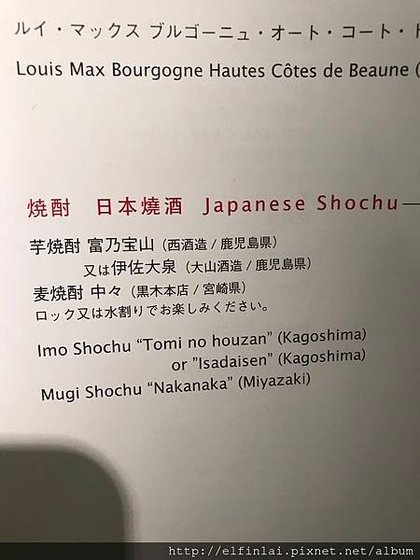 ルイ・マックス ブルゴーニュ・オート・コート・ド
Louis Max Bourgogne Hautes Côtes de Beaune (
焼酎 日本燒酒 Japanese Shochu
芋焼酎 富乃宝山（西酒造 / 鹿児島県）
又は伊佐大泉（大山酒造 / 鹿児島県）
麦焼酎 中々（黒木本店 / 宮崎県）
ロック又は水割りでお楽しみください。
Imo Shochu “Tomi no houzan” (Kagoshima)
or ”Isadaisen” (Kagoshima)
Mugi Shochu “Nakanaka” (Miyazaki)
http://elfinlai.pixnet.net/album